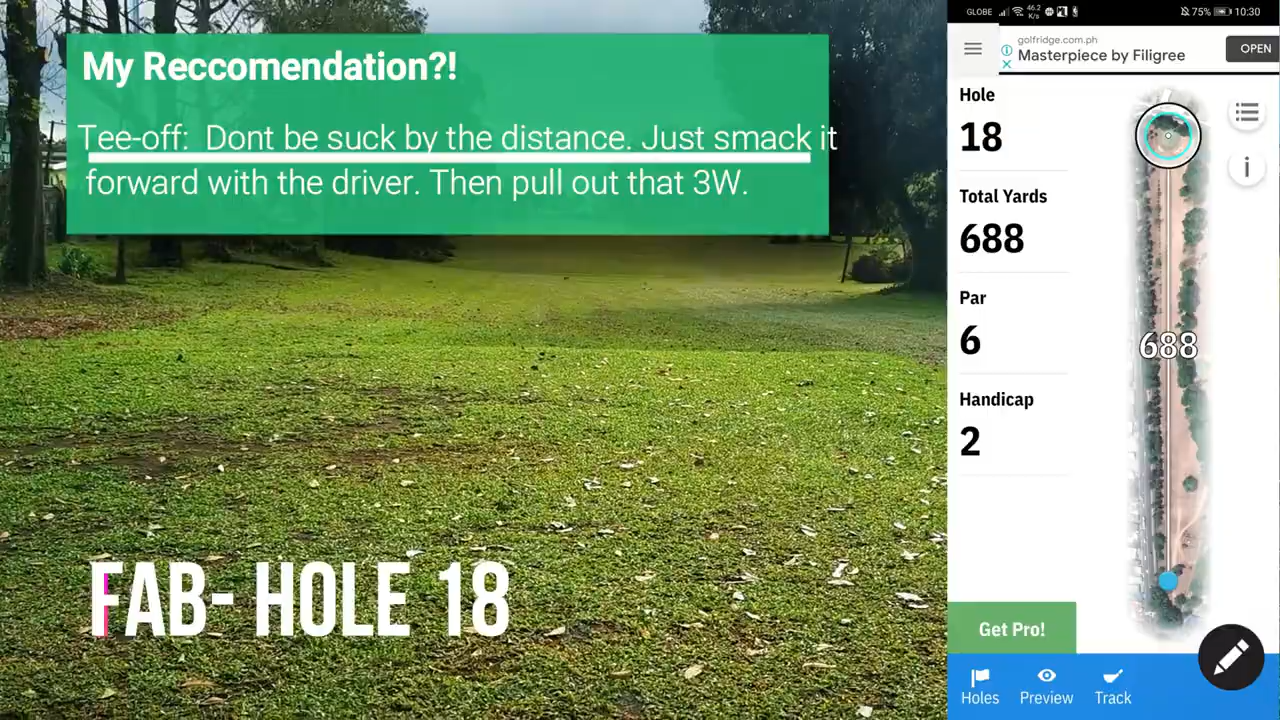 My Reccomendation?!
Tee-off: Dont be suck by the distance. Just smack it
forward with the driver. Then pull out that 3W.
FAB- HOLE 18
GLOBE 46.2 K/s 75% 10:30
golfridge.com.ph
Masterpiece by Filigree
OPEN
Hole
18
Total Yards
688
Par
6
Handicap
2
688
i
Get Pro!
Holes Preview Track